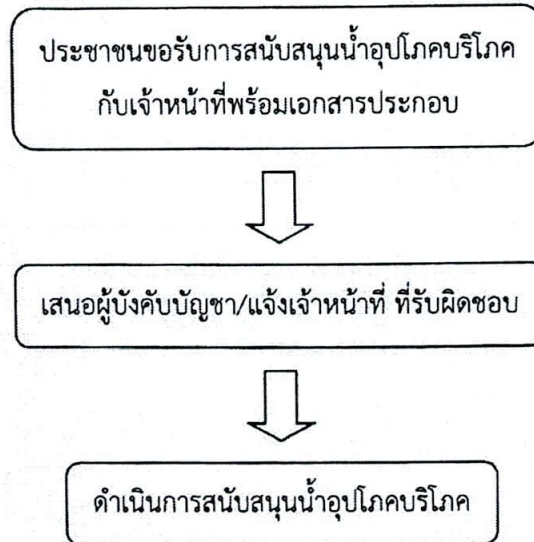 ประชาชนขอรับการสนับสนุนน้ำอุปโภคบริโภค
กับเจ้าหน้าที่พร้อมเอกสารประกอบ
เสนอผู้บังคับบัญชา/แจ้งเจ้าหน้าที่ ที่รับผิดชอบ
ดำเนินการสนับสนุนน้ำอุปโภคบริโภค